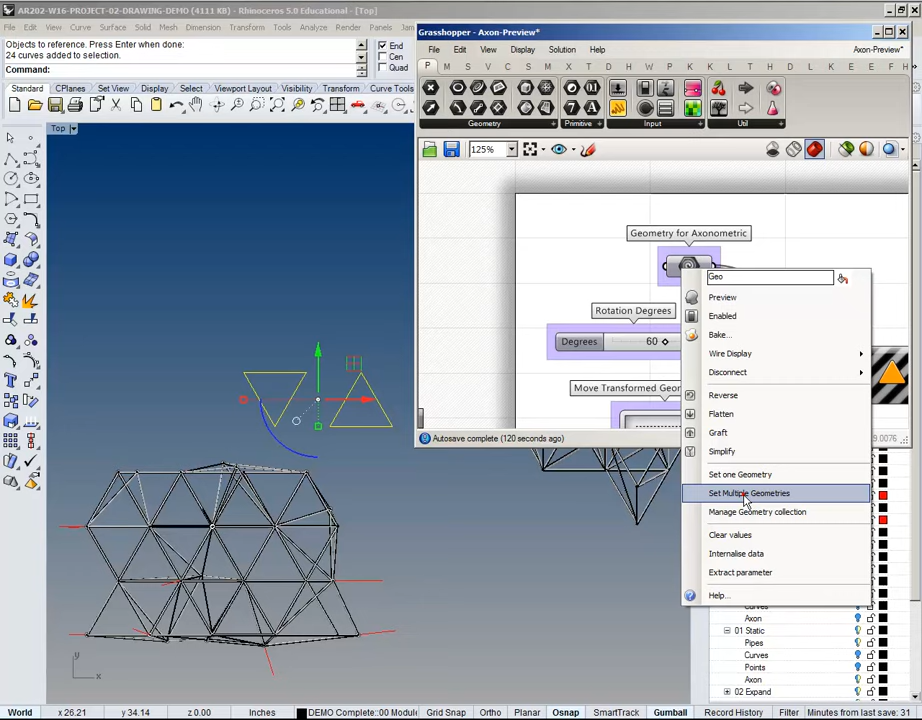 AR202-W16-PROJECT-02-DRAWING-DEMO (4111 KB) - Rhinoceros 5.0 Educational - [Top]
File Edit View Curve Surface Solid Mesh Dimension Transform Tools Analyze Render
Objects to reference. Press Enter when done:
24 curves added to selection.
Command:
End
Cen
Quad
Standard CPlanes Set View Display Select Viewport Layout Visibility Transform Curve Tools
Top
Grasshopper - Axon-Preview*
File Edit View Display Solution Help Axon-Preview*
P M S V C S M I T D W M L K U B A E F H
Geometry Primitive Input Util
125%
Geometry for Axonometric
Rotation Degrees
Degrees 60
Move Transformed Geor
Autosave complete (120 seconds ago)
Geo
Preview
Enabled
Bake...
Wire Display
Disconnect
Reverse
Flatten
Graft
Simplify
Set one Geometry
Set Multiple Geometries
Manage Geometry collection
Clear values
Internalise data
Extract parameter
Help...
0.9076
Curves
Axon
01 Static
Pipes
Curves
Points
Axon
02 Expand
y
x
World x 26.21 y 34.14 z 0.00 Inches DEMO Complete::00 Module Grid Snap Ortho Planar Osnap SmartTrack Gumball Record History Filter Minutes from last save: 31